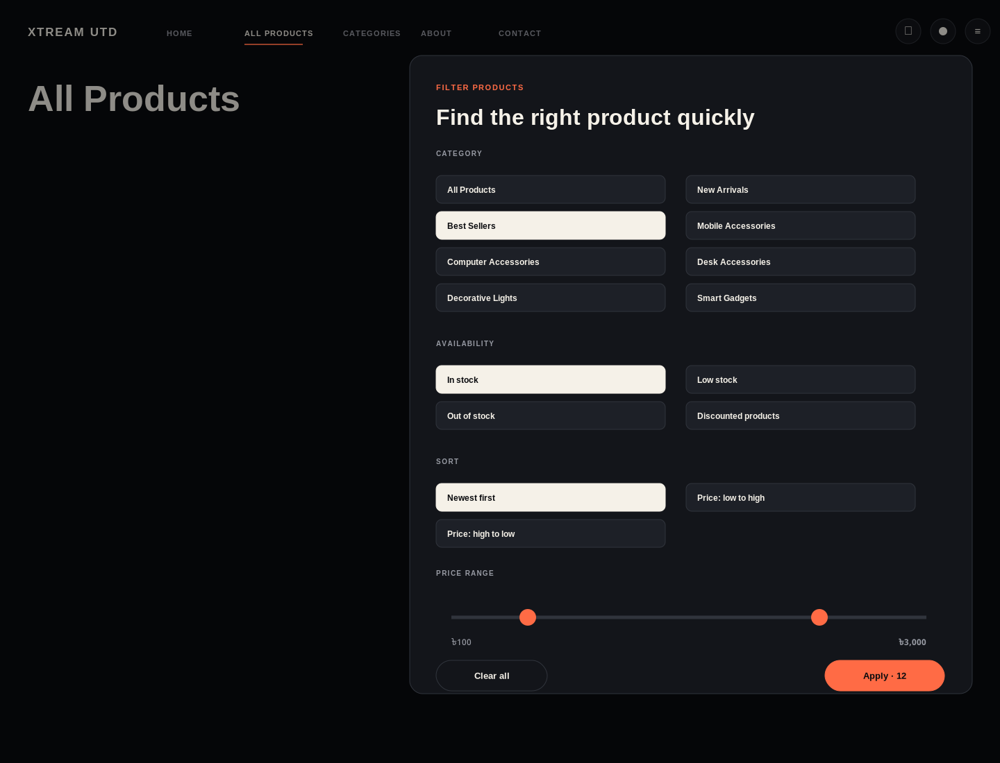 XTREAM UTD
HOME
ALL PRODUCTS
CATEGORIES
ABOUT
CONTACT
All Products
FILTER PRODUCTS
Find the right product quickly
CATEGORY
All Products
New Arrivals
Best Sellers
Mobile Accessories
Computer Accessories
Desk Accessories
Decorative Lights
Smart Gadgets
AVAILABILITY
In stock
Low stock
Out of stock
Discounted products
SORT
Newest first
Price: low to high
Price: high to low
PRICE RANGE
৳100
৳3,000
Clear all
Apply · 12